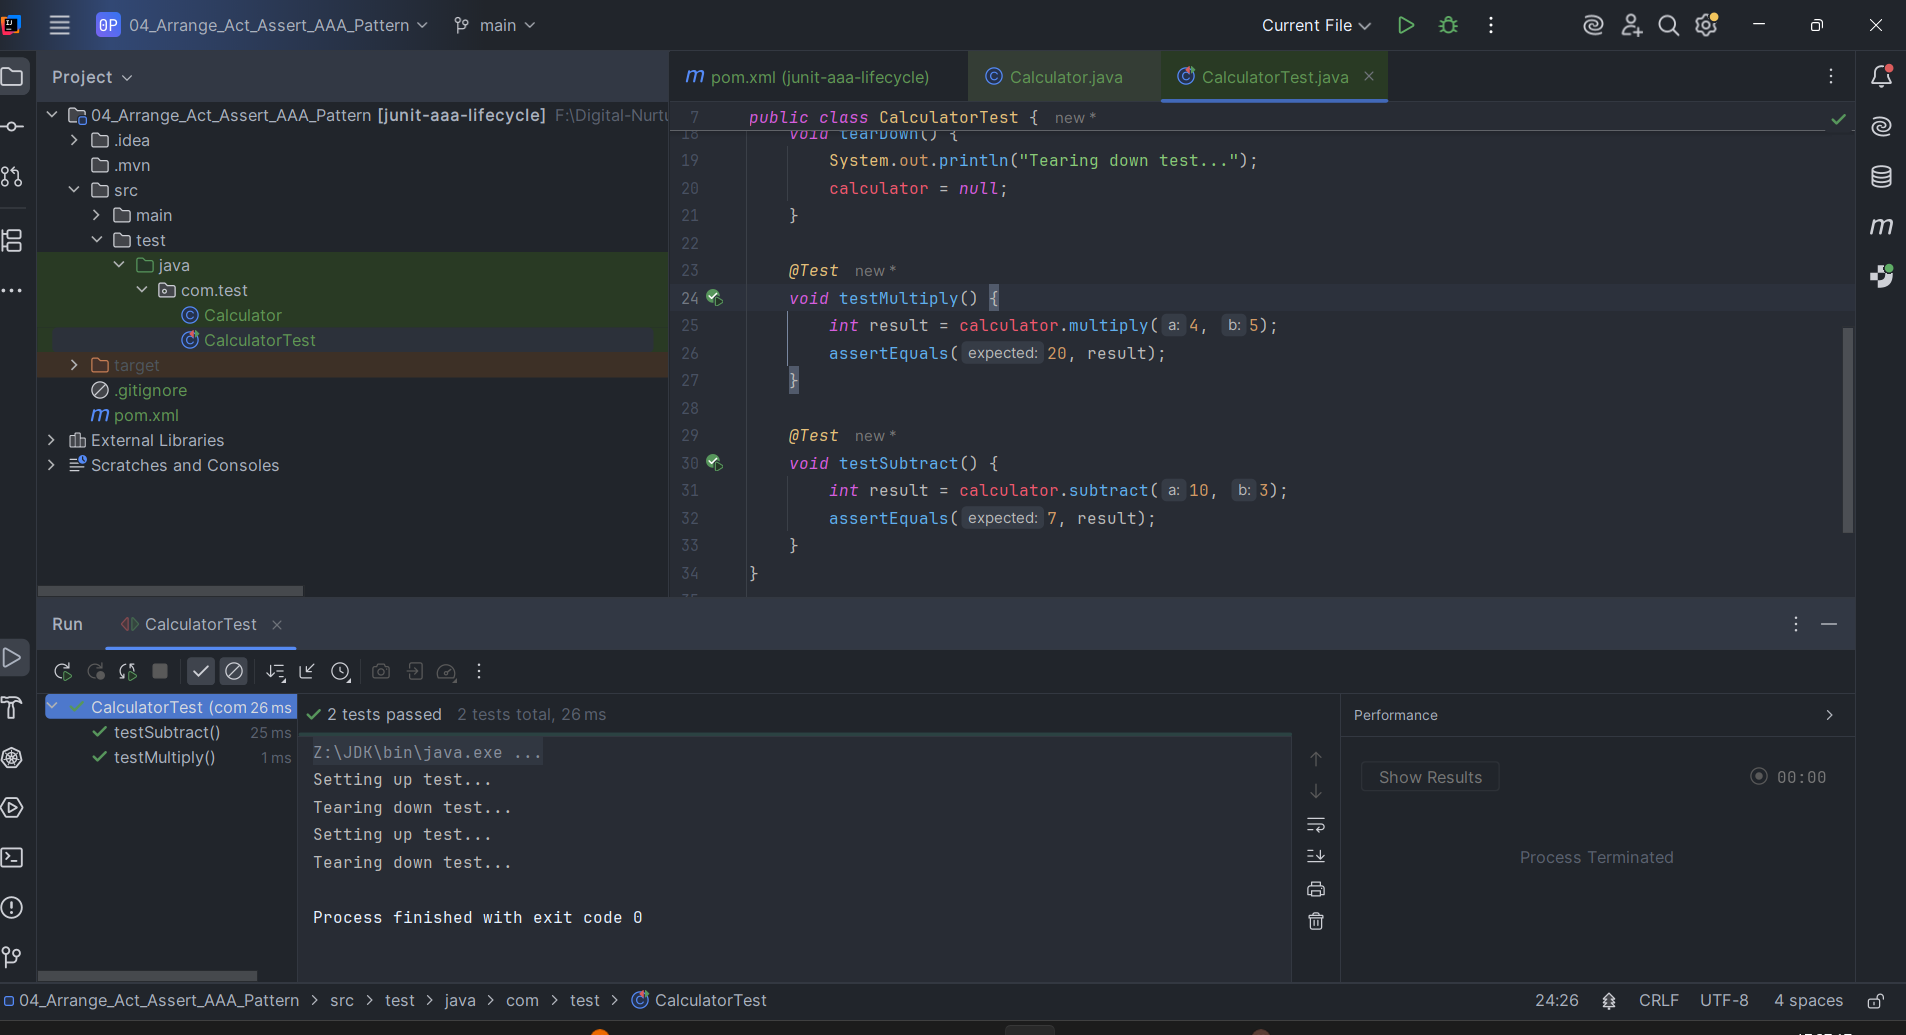 0P 04_Arrange_Act_Assert_AAA_Pattern main Current File
Project
04_Arrange_Act_Assert_AAA_Pattern [junit-aaa-lifecycle] F:\Digital-Nurtu
.idea
.mvn
src
main
test
java
com.test
Calculator
CalculatorTest
target
.gitignore
pom.xml
External Libraries
Scratches and Consoles
pom.xml (junit-aaa-lifecycle) Calculator.java CalculatorTest.java
7 public class CalculatorTest { new *
18 void tearDown() {
19 System.out.println("Tearing down test...");
20 calculator = null;
21 }
22
23 @Test new *
24 void testMultiply() {
25 int result = calculator.multiply( a: 4, b: 5);
26 assertEquals( expected: 20, result);
27 }
28
29 @Test new *
30 void testSubtract() {
31 int result = calculator.subtract( a: 10, b: 3);
32 assertEquals( expected: 7, result);
33 }
34 }
Run CalculatorTest
CalculatorTest (com 26 ms
testSubtract() 25 ms
testMultiply() 1 ms
2 tests passed 2 tests total, 26 ms
Z:\JDK\bin\java.exe ...
Setting up test...
Tearing down test...
Setting up test...
Tearing down test...
Process finished with exit code 0
Performance
Show Results 00:00
Process Terminated
04_Arrange_Act_Assert_AAA_Pattern > src > test > java > com > test > CalculatorTest 24:26 CRLF UTF-8 4 spaces